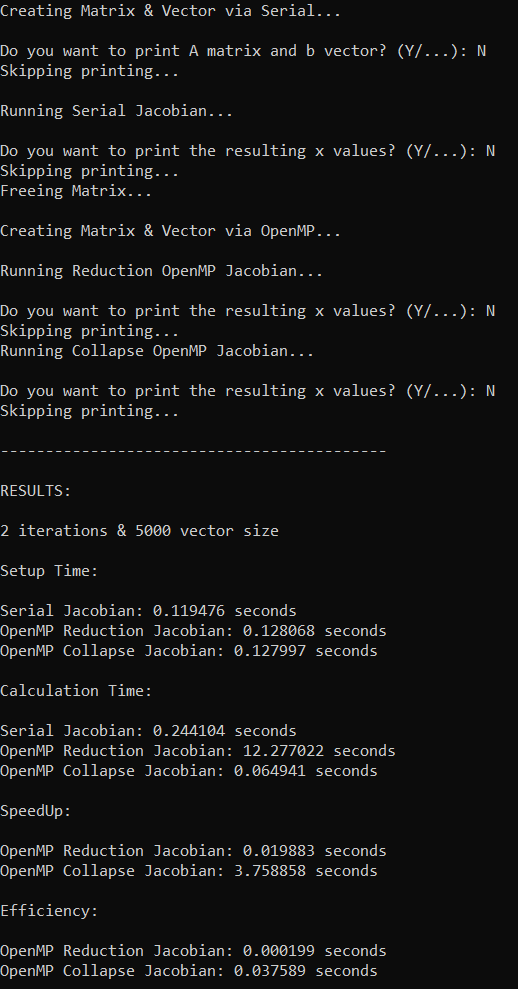 Creating Matrix & Vector via Serial...
Do you want to print A matrix and b vector? (Y/...): N
Skipping printing...
Running Serial Jacobian...
Do you want to print the resulting x values? (Y/...): N
Skipping printing...
Freeing Matrix...
Creating Matrix & Vector via OpenMP...
Running Reduction OpenMP Jacobian...
Do you want to print the resulting x values? (Y/...): N
Skipping printing...
Running Collapse OpenMP Jacobian...
Do you want to print the resulting x values? (Y/...): N
Skipping printing...
-------------------------------------------
RESULTS:
2 iterations & 5000 vector size
Setup Time:
Serial Jacobian: 0.119476 seconds
OpenMP Reduction Jacobian: 0.128068 seconds
OpenMP Collapse Jacobian: 0.127997 seconds
Calculation Time:
Serial Jacobian: 0.244104 seconds
OpenMP Reduction Jacobian: 12.277022 seconds
OpenMP Collapse Jacobian: 0.064941 seconds
SpeedUp:
OpenMP Reduction Jacobian: 0.019883 seconds
OpenMP Collapse Jacobian: 3.758858 seconds
Efficiency:
OpenMP Reduction Jacobian: 0.000199 seconds
OpenMP Collapse Jacobian: 0.037589 seconds